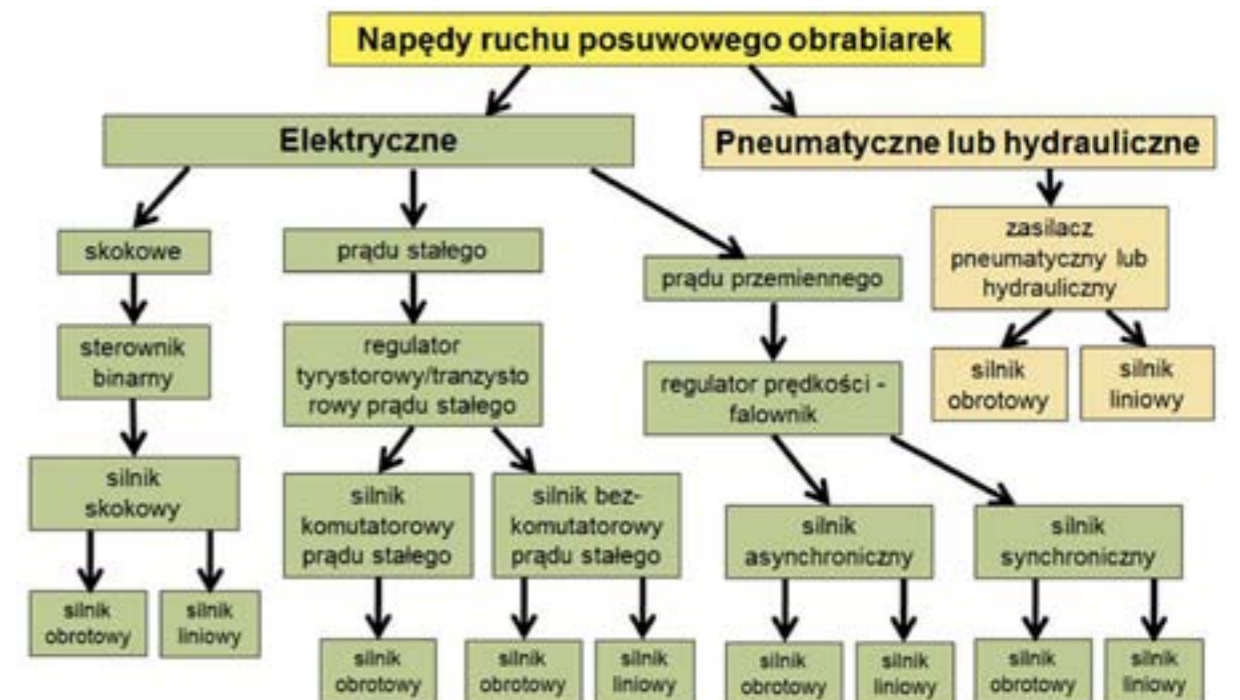 Napędy ruchu posuwowego obrabiarek
Elektryczne
Pneumatyczne lub hydrauliczne
skokowe
prądu stałego
prądu przemiennego
zasilacz
pneumatyczny lub
hydrauliczny
sterownik
binarny
regulator
tyrystorowy/tranzysto
rowy prądu stałego
regulator prędkości -
falownik
silnik
obrotowy
silnik
liniowy
silnik
skokowy
silnik
komutatorowy
prądu stałego
silnik bez-
komutatorowy
prądu stałego
silnik
asynchroniczny
silnik
synchroniczny
silnik
obrotowy
silnik
liniowy
silnik
obrotowy
silnik
obrotowy
silnik
liniowy
silnik
obrotowy
silnik
liniowy
silnik
obrotowy
silnik
liniowy